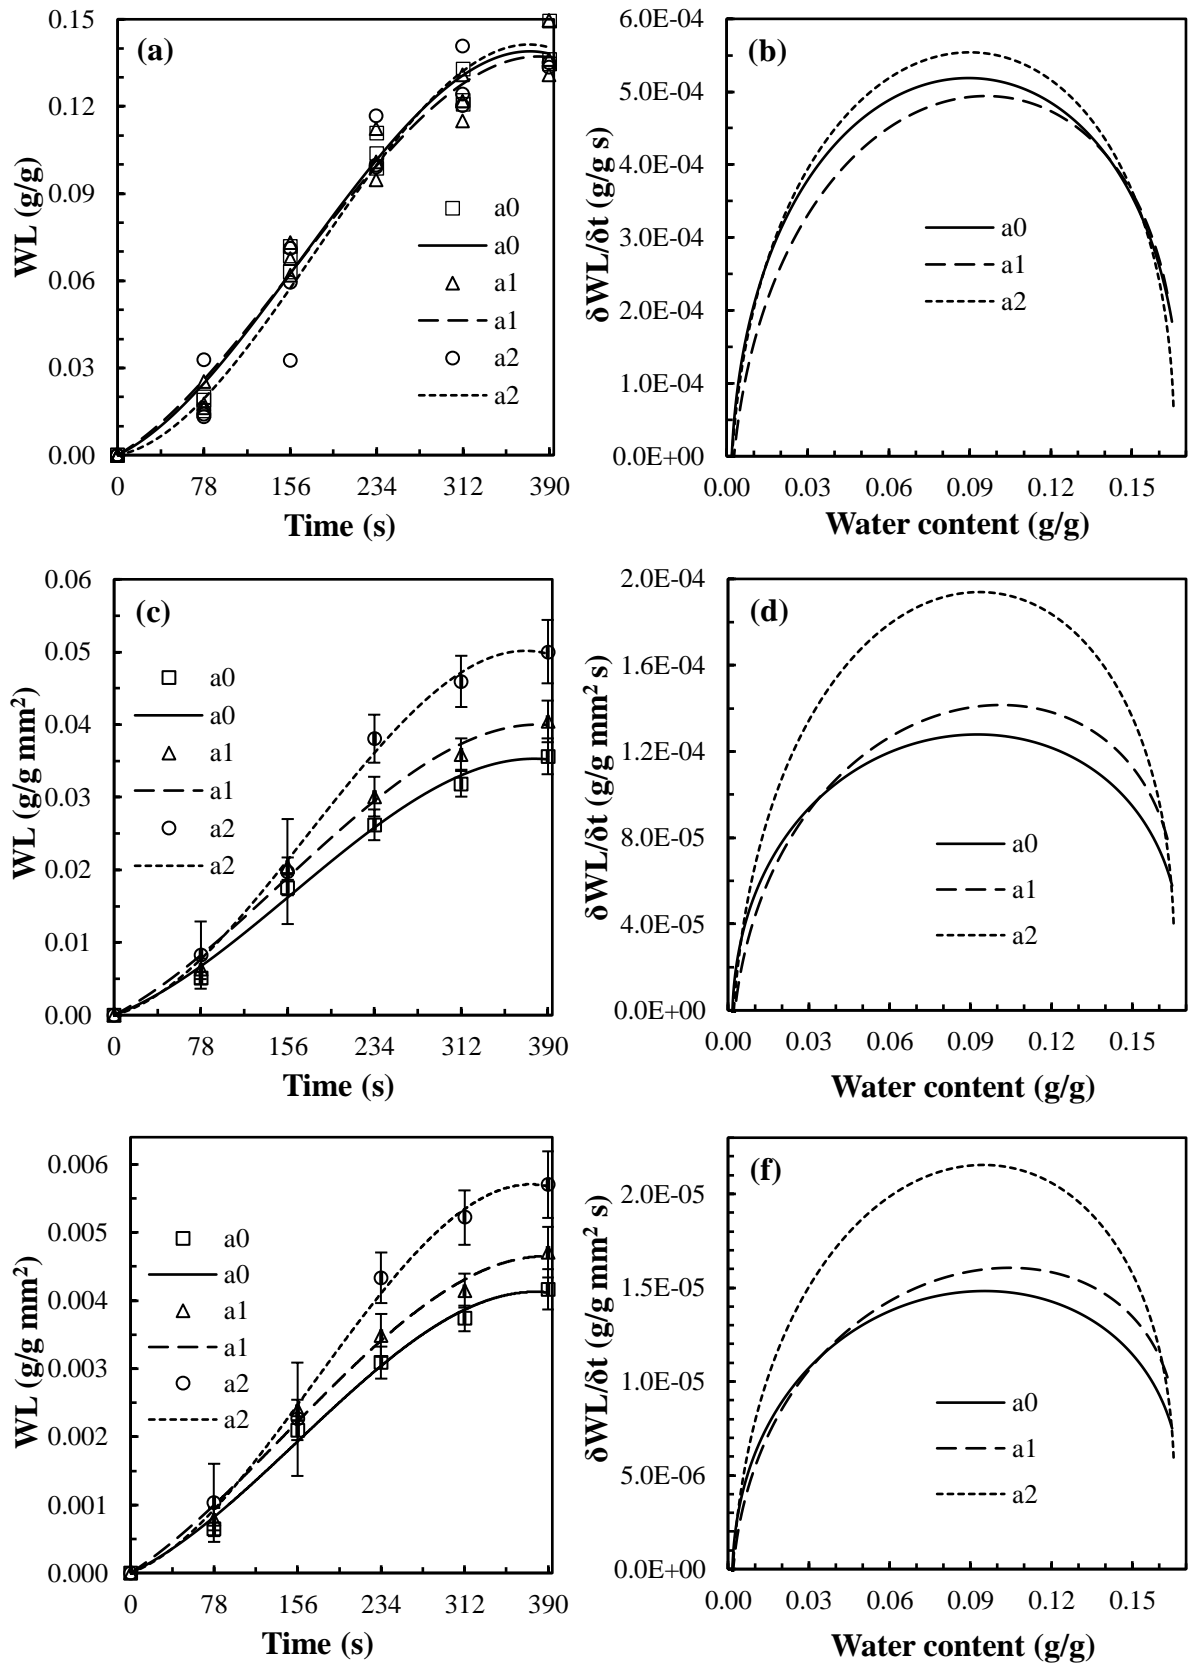 (a)
WL (g/g)
0.15
0.12
0.09
0.06
0.03
0.00
a0
a0
a1
a1
a2
a2
0 78 156 234 312 390
Time (s)
(b)
δWL/δt (g/g s)
6.0E-04
5.0E-04
4.0E-04
3.0E-04
2.0E-04
1.0E-04
0.0E+00
a0
a1
a2
0.00 0.03 0.06 0.09 0.12 0.15
Water content (g/g)
(c)
WL (g/g mm²)
0.06
0.05
0.04
0.03
0.02
0.01
0.00
a0
a0
a1
a1
a2
a2
0 78 156 234 312 390
Time (s)
(d)
δWL/δt (g/g mm² s)
2.0E-04
1.6E-04
1.2E-04
8.0E-05
4.0E-05
0.0E+00
a0
a1
a2
0.00 0.03 0.06 0.09 0.12 0.15
Water content (g/g)
WL (g/g mm²)
0.006
0.005
0.004
0.003
0.002
0.001
0.000
a0
a0
a1
a1
a2
a2
0 78 156 234 312 390
Time (s)
(f)
δWL/δt (g/g mm² s)
2.0E-05
1.5E-05
1.0E-05
5.0E-06
0.0E+00
a0
a1
a2
0.00 0.03 0.06 0.09 0.12 0.15
Water content (g/g)